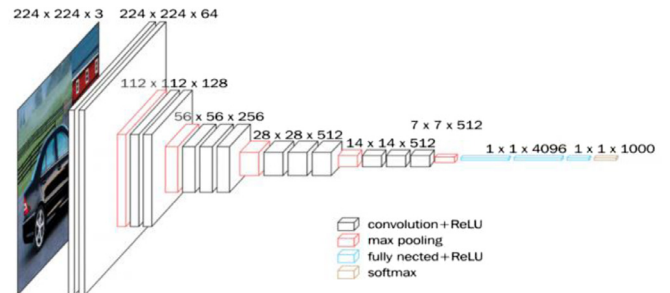 224 x 224 x 3
224 x 224 x 64
112 x 112 x 128
56 x 56 x 256
28 x 28 x 512
14 x 14 x 512
7 x 7 x 512
1 x 1 x 4096
1 x 1 x 1000
convolution+ReLU
max pooling
fully nected+ReLU
softmax